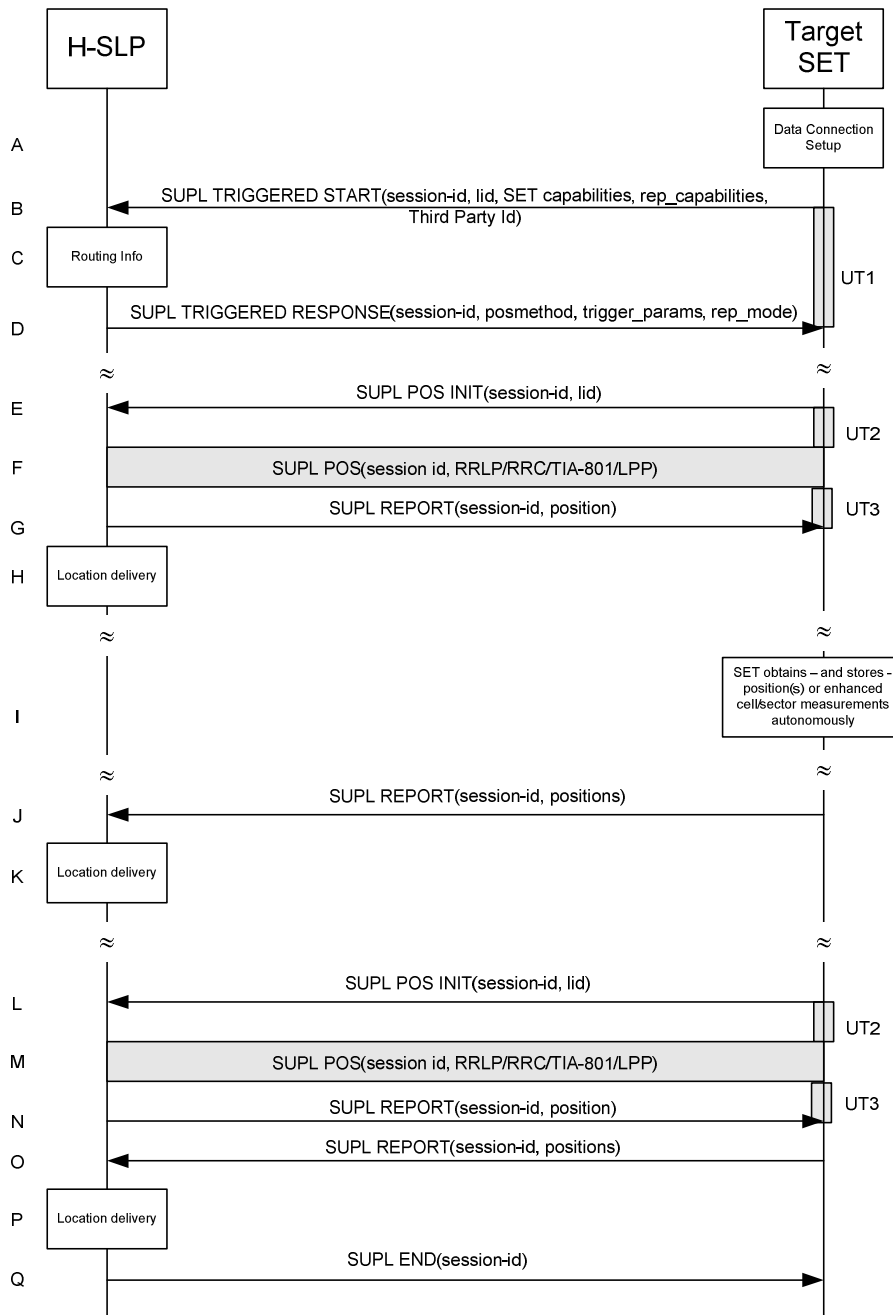 H-SLP
Target
SET
A
Data Connection
Setup
B
SUPL TRIGGERED START(session-id, lid, SET capabilities, rep_capabilities,
Third Party Id)
C
Routing Info
UT1
D
SUPL TRIGGERED RESPONSE(session-id, posmethod, trigger_params, rep_mode)
≈
≈
E
SUPL POS INIT(session-id, lid)
UT2
F
SUPL POS(session id, RRLP/RRC/TIA-801/LPP)
G
SUPL REPORT(session-id, position)
UT3
H
Location delivery
≈
≈
I
SET obtains – and stores -
position(s) or enhanced
cell/sector measurements
autonomously
≈
≈
J
SUPL REPORT(session-id, positions)
K
Location delivery
≈
≈
L
SUPL POS INIT(session-id, lid)
UT2
M
SUPL POS(session id, RRLP/RRC/TIA-801/LPP)
N
SUPL REPORT(session-id, position)
UT3
O
SUPL REPORT(session-id, positions)
P
Location delivery
Q
SUPL END(session-id)